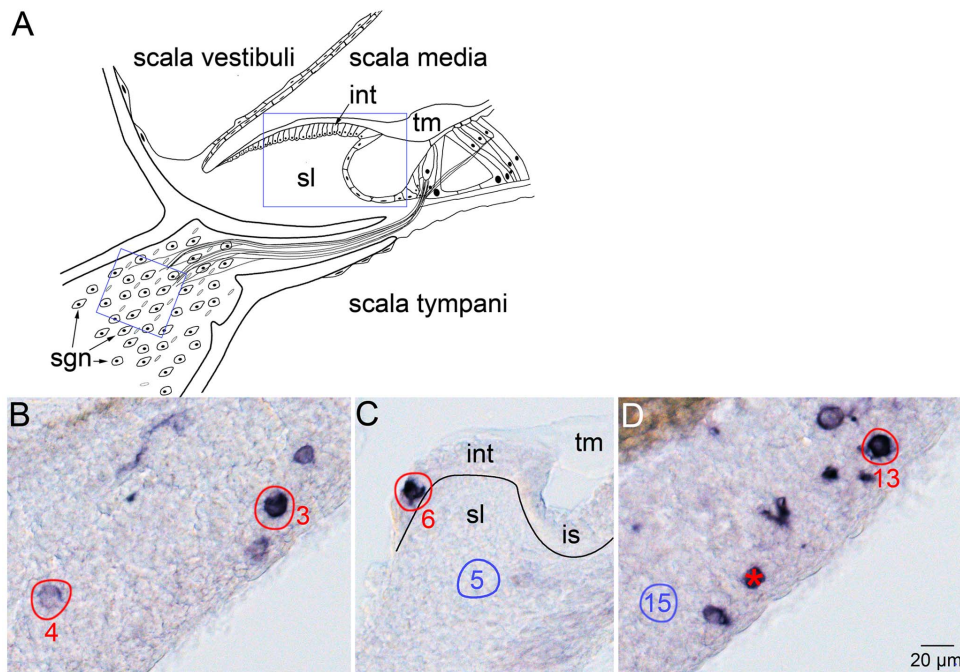 A
scala vestibuli
scala media
int
tm
sl
scala tympani
sgn
B
3
4
C
tm
int
6
sl
is
5
D
13
*
15
20 µm